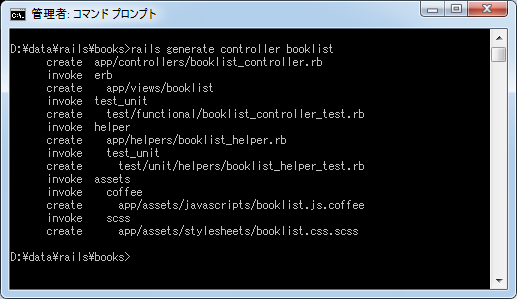 管理者: コマンド プロンプト
D:¥data¥rails¥books>rails generate controller booklist
create app/controllers/booklist_controller.rb
invoke erb
create app/views/booklist
invoke test_unit
create test/functional/booklist_controller_test.rb
invoke helper
create app/helpers/booklist_helper.rb
invoke test_unit
create test/unit/helpers/booklist_helper_test.rb
invoke assets
invoke coffee
create app/assets/javascripts/booklist.js.coffee
invoke scss
create app/assets/stylesheets/booklist.css.scss
D:¥data¥rails¥books>